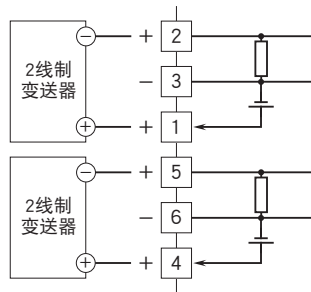 − + 2
2线制
变送器
− 3
+ + 1
− + 5
2线制
变送器
− 6
+ + 4